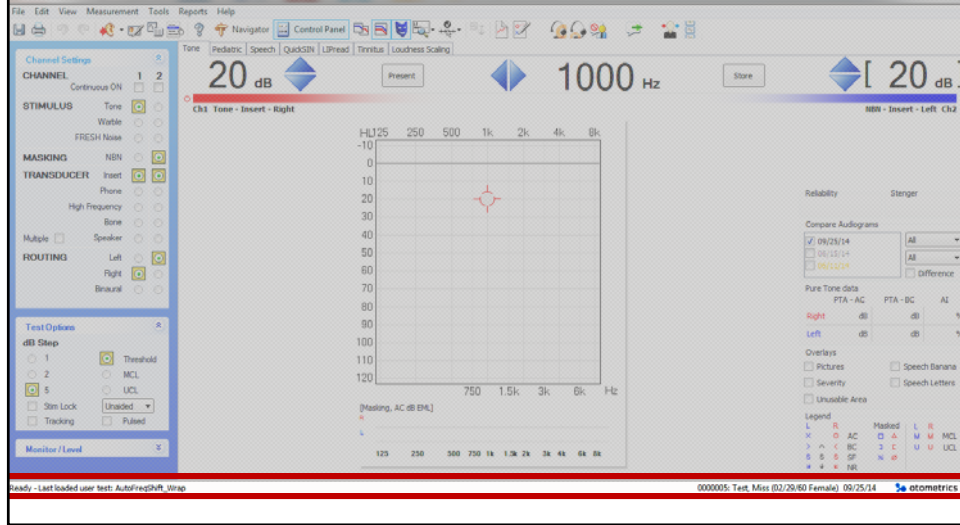 File Edit View Measurement Tools Reports Help
Navigator Control Panel
Tone Pediatric Speech QuickSIN LIPread Tinnitus Loudness Scaling
Channel Settings
CHANNEL 1 2
Continuous ON
STIMULUS Tone
Warble
FRESH Noise
MASKING NBN
TRANSDUCER Insert
Phone
High Frequency
Bone
Multiple Speaker
ROUTING Left
Right
Binaural
Test Options
dB Step
1 Threshold
2 MCL
5 UCL
Stim Lock Unaided
Tracking Pulsed
Monitor / Level
20 dB Present 1000 Hz Store [ 20 dB ]
Ch1 Tone - Insert - Right NBN - Insert - Left Ch2
HL 125 250 500 1k 2k 4k 8k
-10
0
10
20
30
40
50
60
70
80
90
100
110
120
750 1.5k 3k 6k Hz
[Masking, AC dB EML]
R
L
125 250 500 750 1k 1.5k 2k 3k 4k 6k 8k
Reliability Stenger
Compare Audiograms
09/25/14 All
All
Difference
Pure Tone data
PTA - AC PTA - BC AI
Right dB dB %
Left dB dB %
Overlays
Pictures Speech Banana
Severity Speech Letters
Unusable Area
Legend
L R Masked L R
AC MCL
BC UCL
SF
NR
Ready - Last loaded user test: AutoFreqShift_Wrap 0000005: Test, Miss (02/29/60 Female) 09/25/14 otometrics